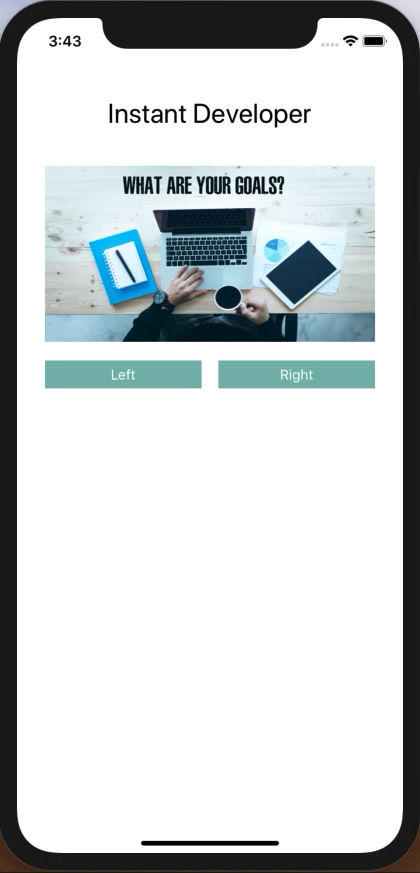 3:43
Instant Developer
WHAT ARE YOUR GOALS?
Left
Right